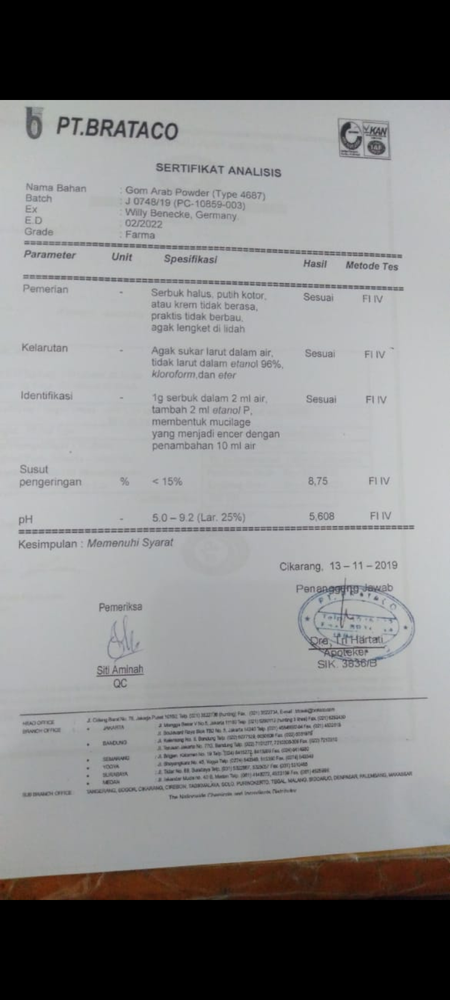 PT.BRATACO
KAN
IAF
SERTIFIKAT ANALISIS
Nama Bahan : Gom Arab Powder (Type 4687)
Batch : J 0748/19 (PC-10859-003)
Ex : Willy Benecke, Germany.
E.D 02/2022
Grade : Farma
Parameter Unit Spesifikasi Hasil Metode Tes
Pemerian - Serbuk halus, putih kotor, Sesuai FI IV
atau krem tidak berasa,
praktis tidak berbau,
agak lengket di lidah
Kelarutan - Agak sukar larut dalam air, Sesuai FI IV
tidak larut dalam etanol 96%,
kloroform,dan eter
Identifikasi - 1g serbuk dalam 2 ml air, Sesuai FI IV
tambah 2 ml etanol P,
membentuk mucilage
yang menjadi encer dengan
penambahan 10 ml air
Susut
pengeringan % < 15% 8,75 FI IV
pH - 5.0 – 9.2 (Lar. 25%) 5,608 FI IV
Kesimpulan : Memenuhi Syarat
Cikarang, 13 – 11 – 2019
Penanggung Jawab
Pemeriksa
PT. BRATACO
Dra, Tri Hartati
Apoteker
SIK. 3836/B
Siti Aminah
QC
HEAD OFFICE :
BRANCH OFFICE :
JAKARTA
BANDUNG
SEMARANG
YOGYA
SURABAYA
MEDAN
SUB BRANCH OFFICE TANGERANG, BOGOR, CIKARANG, CIREBON, TASIKMALAYA, SOLO, PURWOKERTO, TEGAL, MALANG, SIDOARJO, DENPASAR, PALEMBANG, MAKASSAR
The Nationwide Chemicals and Ingredients Distributor